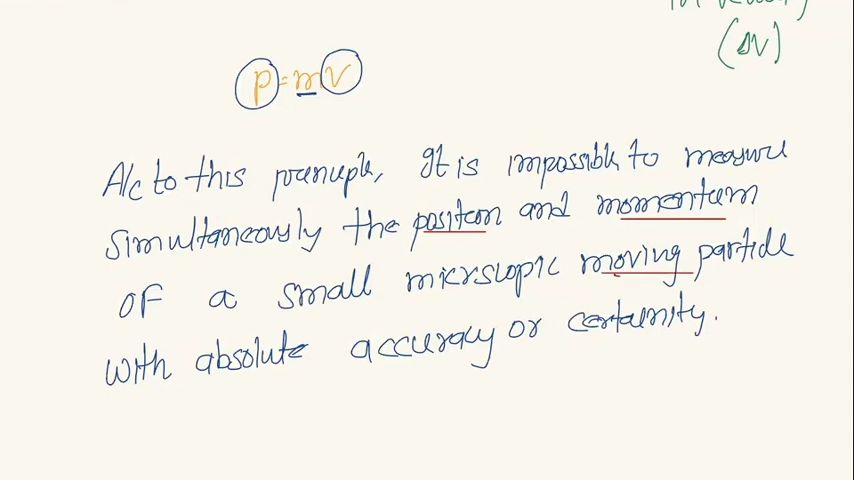 (ΔV)
p = mv
A/c to this principle, It is impossible to measure
simultaneously the position and momentum
of a small microscopic moving particle
with absolute accuracy or certainity.